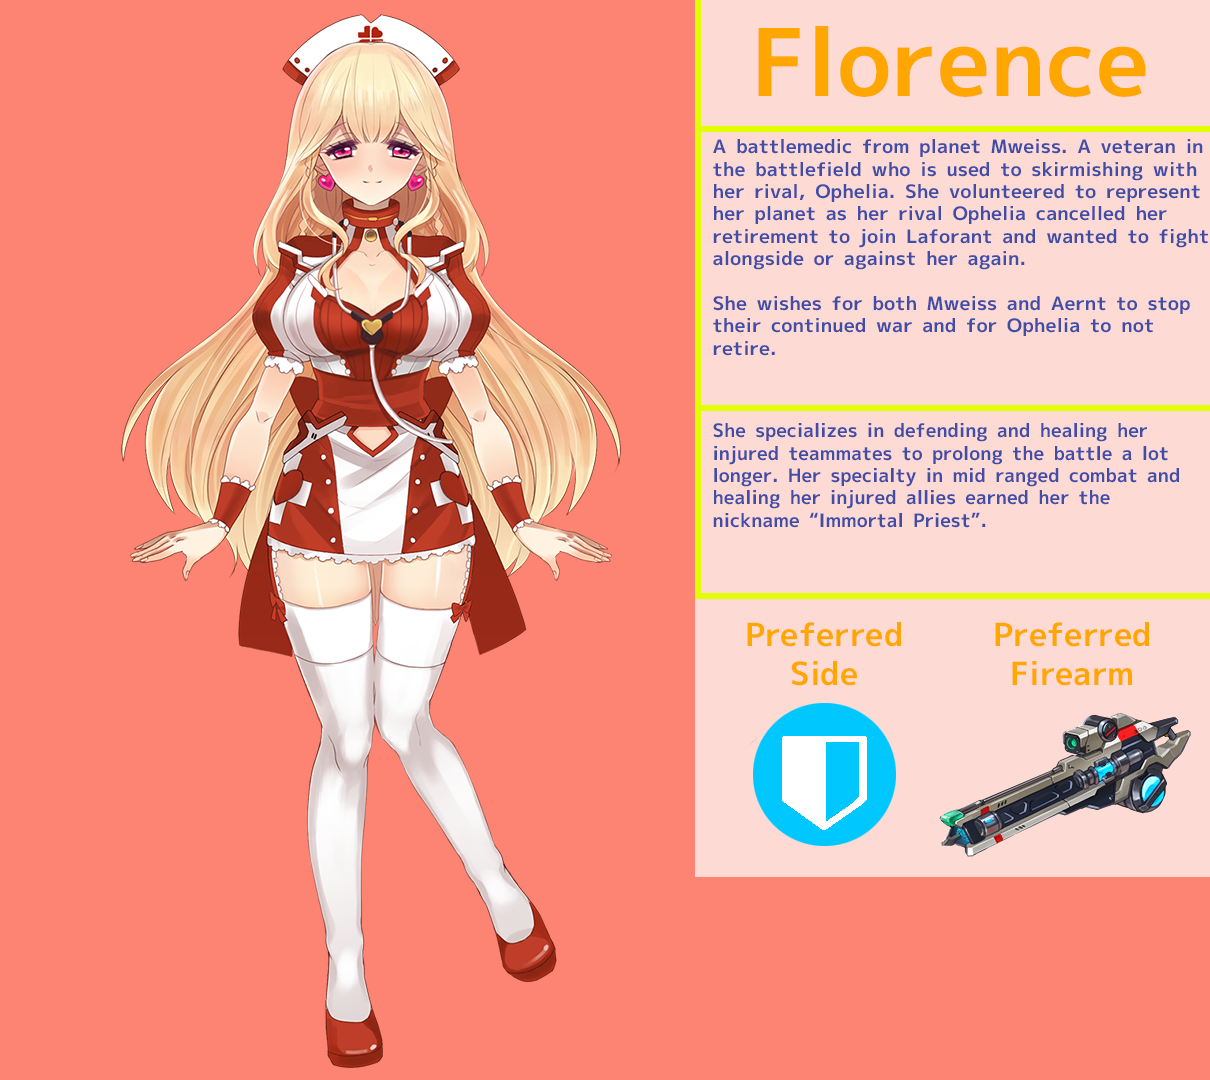 Florence
A battlemedic from planet Mweiss. A veteran in
the battlefield who is used to skirmishing with
her rival, Ophelia. She volunteered to represent
her planet as her rival Ophelia cancelled her
retirement to join Laforant and wanted to fight
alongside or against her again.
She wishes for both Mweiss and Aernt to stop
their continued war and for Ophelia to not
retire.
She specializes in defending and healing her
injured teammates to prolong the battle a lot
longer. Her specialty in mid ranged combat and
healing her injured allies earned her the
nickname “Immortal Priest”.
Preferred
Side
Preferred
Firearm